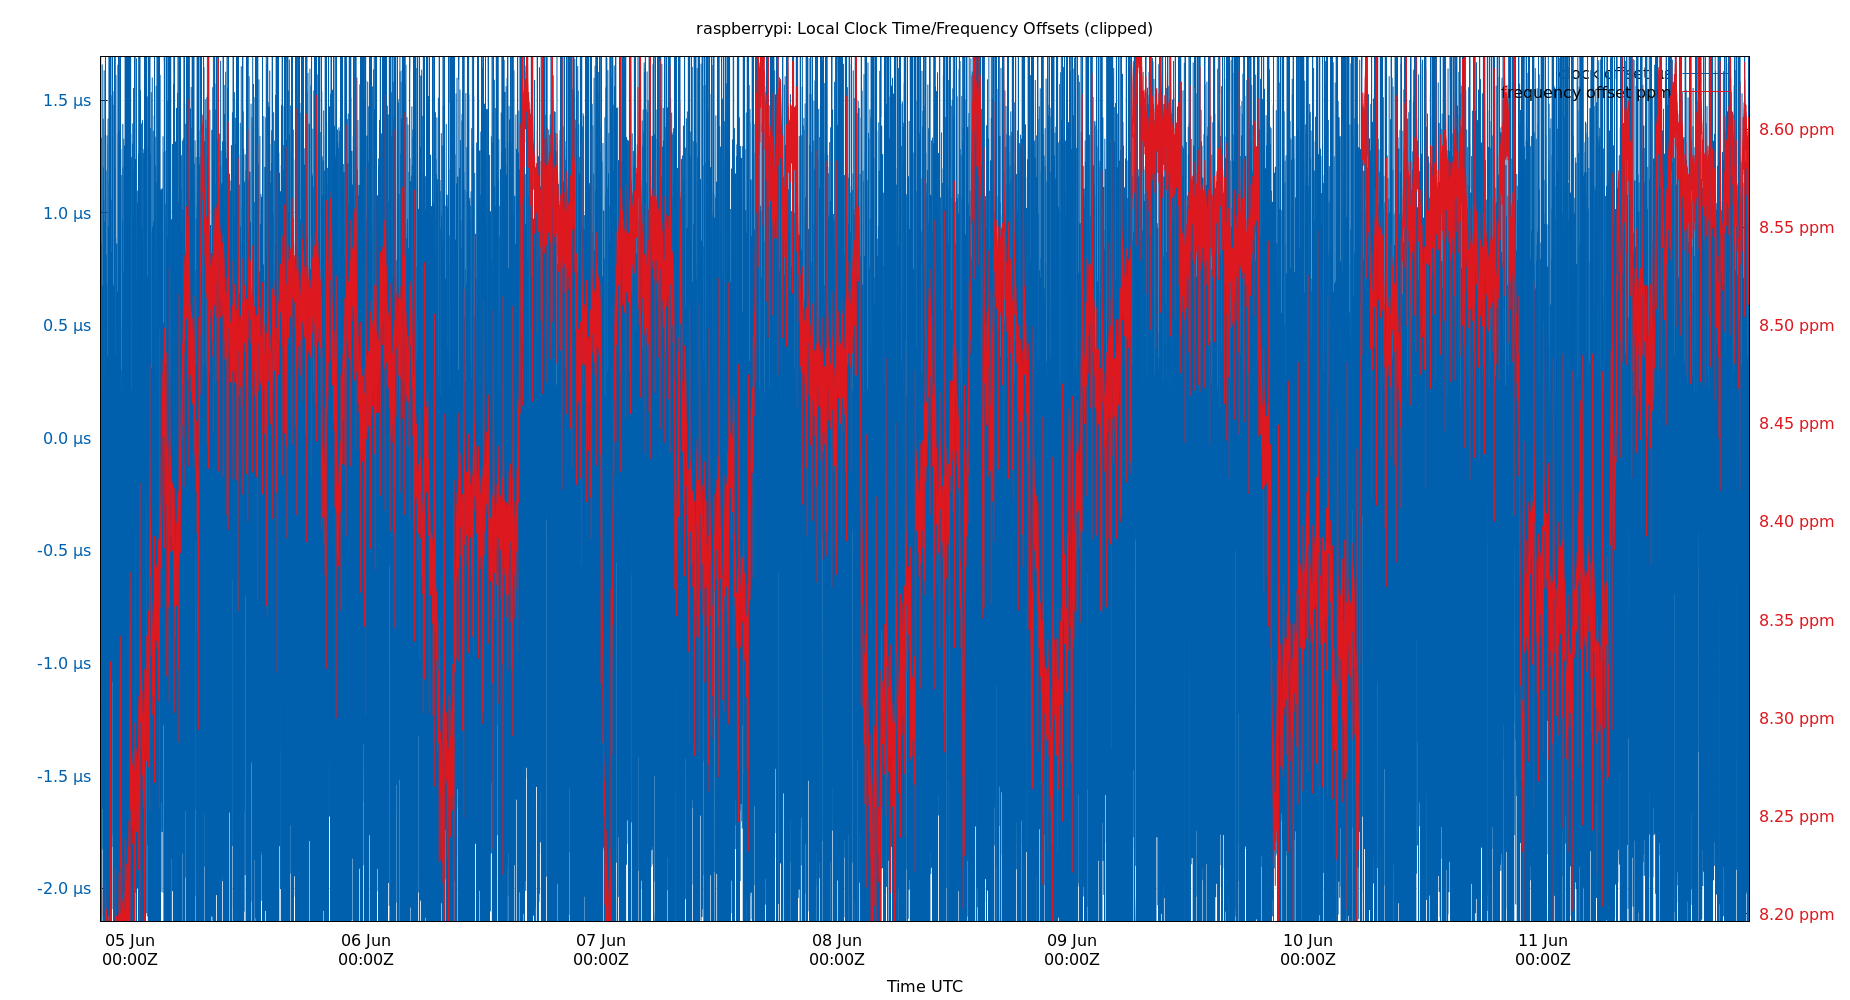 raspberrypi: Local Clock Time/Frequency Offsets (clipped)
clock offset µs
frequency offset ppm
1.5 µs
1.0 µs
0.5 µs
0.0 µs
-0.5 µs
-1.0 µs
-1.5 µs
-2.0 µs
8.60 ppm
8.55 ppm
8.50 ppm
8.45 ppm
8.40 ppm
8.35 ppm
8.30 ppm
8.25 ppm
8.20 ppm
05 Jun
00:00Z
06 Jun
00:00Z
07 Jun
00:00Z
08 Jun
00:00Z
09 Jun
00:00Z
10 Jun
00:00Z
11 Jun
00:00Z
Time UTC